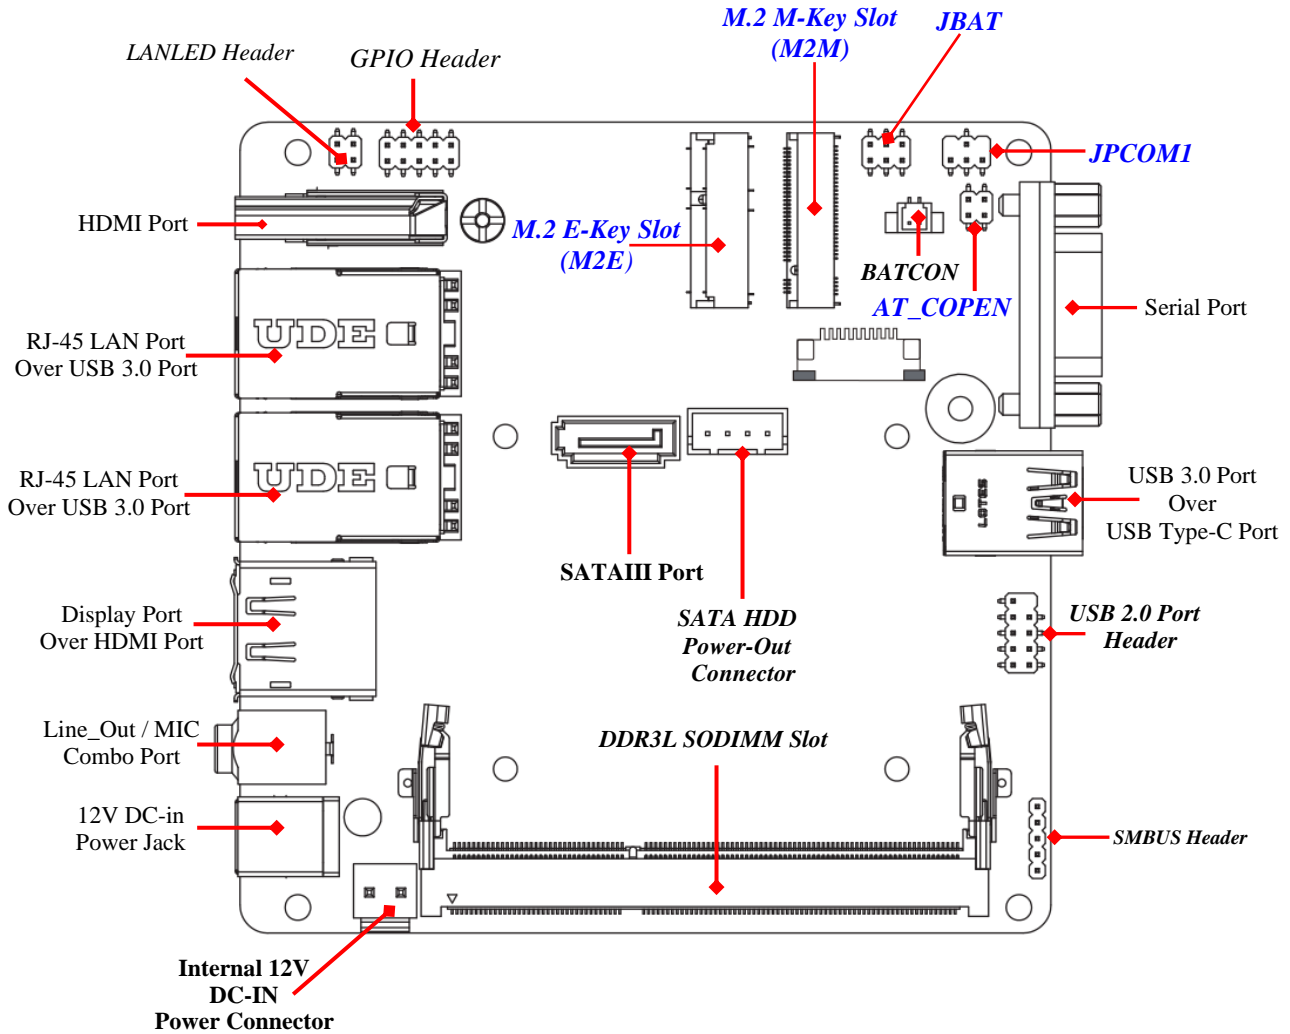 M.2 M-Key Slot
(M2M)
JBAT
LANLED Header
GPIO Header
JPCOM1
HDMI Port
M.2 E-Key Slot
(M2E)
BATCON
AT_COPEN
Serial Port
RJ-45 LAN Port
Over USB 3.0 Port
UDE
RJ-45 LAN Port
Over USB 3.0 Port
UDE
LOTES
USB 3.0 Port
Over
USB Type-C Port
SATAIII Port
SATA HDD
Power-Out
Connector
USB 2.0 Port
Header
Display Port
Over HDMI Port
Line_Out / MIC
Combo Port
DDR3L SODIMM Slot
12V DC-in
Power Jack
SMBUS Header
Internal 12V
DC-IN
Power Connector